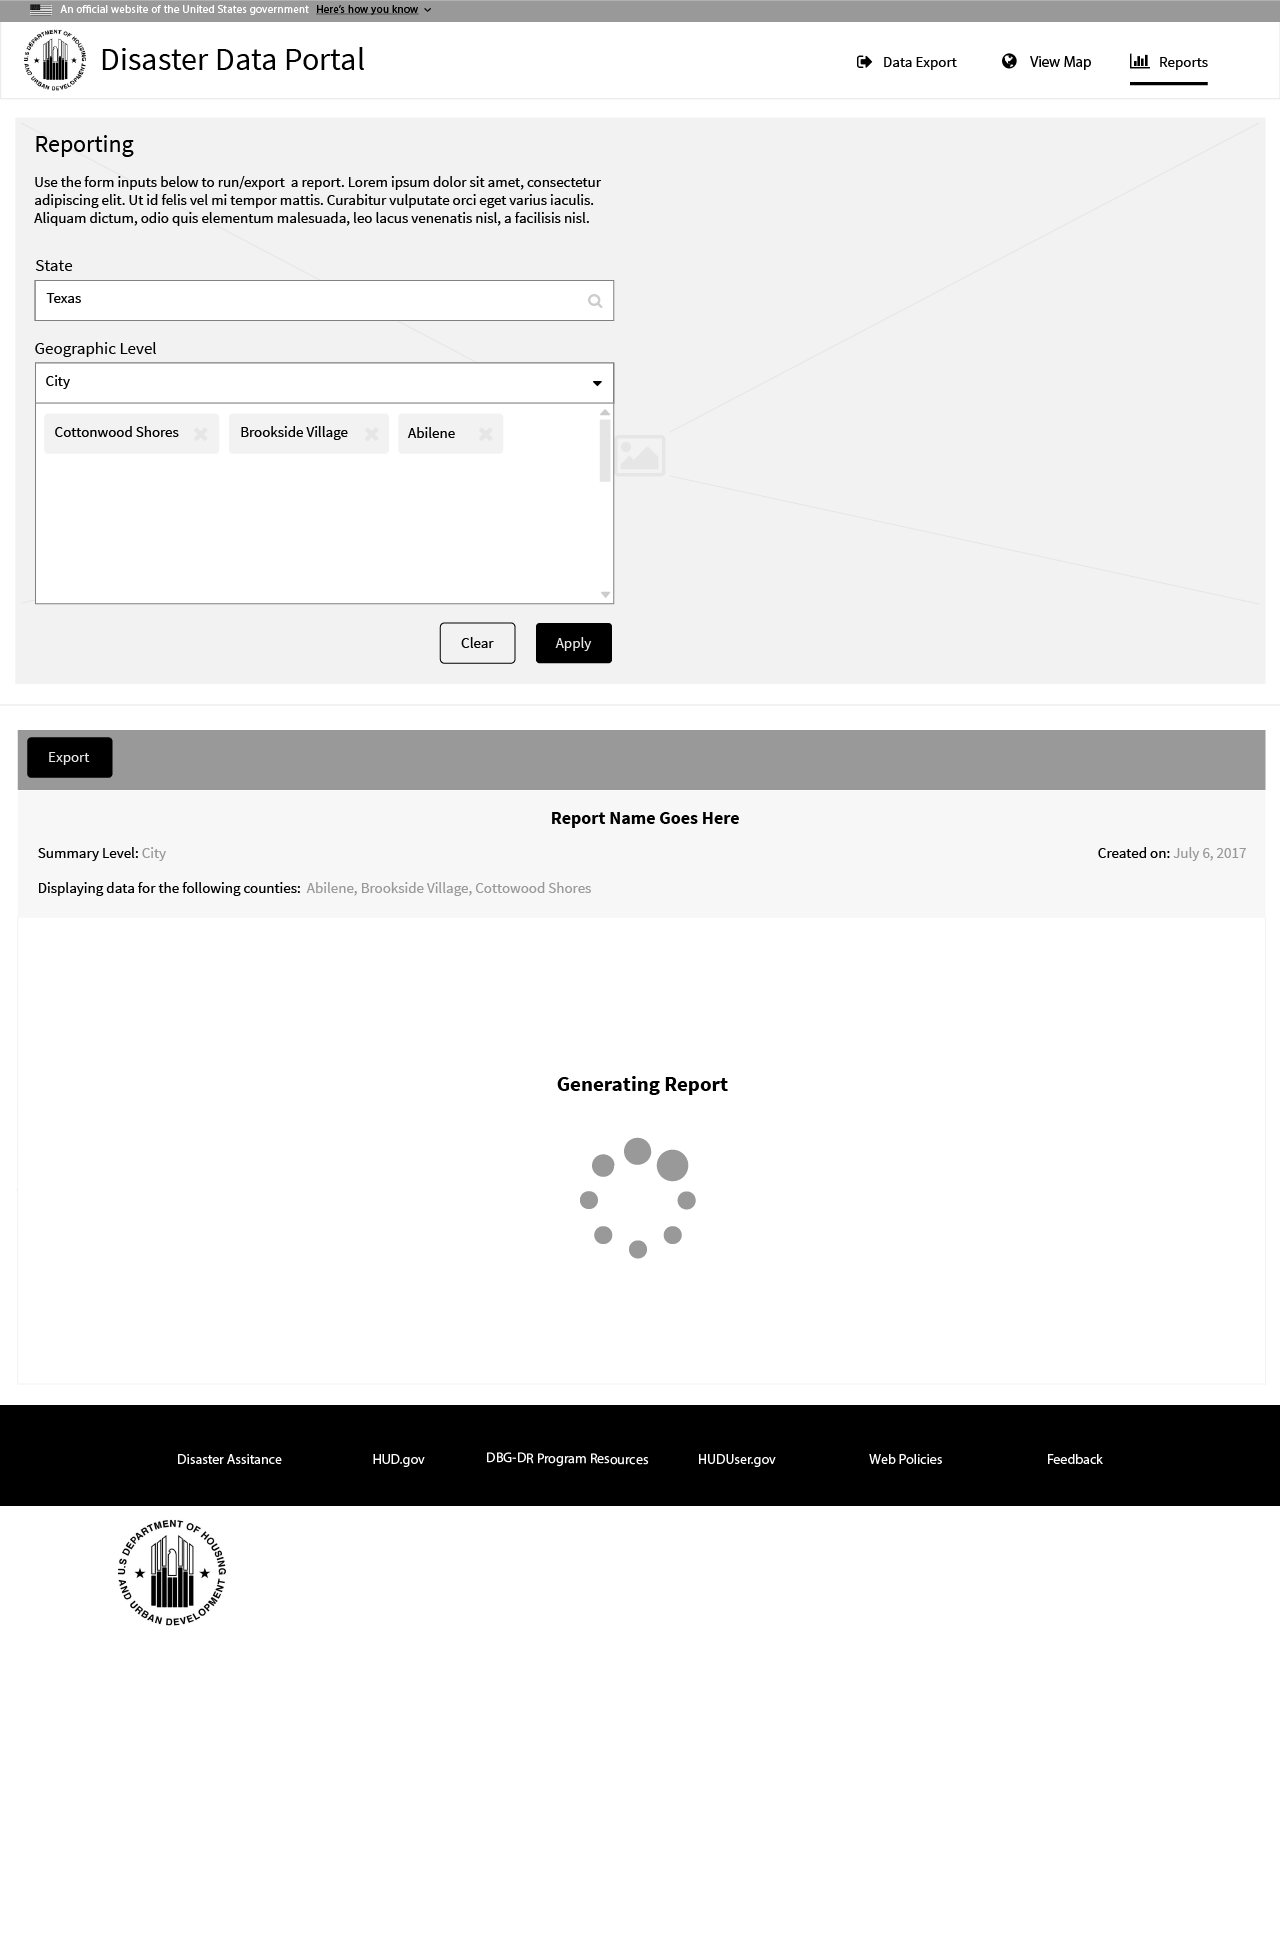 An official website of the United States government Here's how you know
U.S DEPARTMENT OF HOUSING
AND URBAN DEVELOPMENT
Disaster Data Portal
Data Export
View Map
Reports
Reporting
Use the form inputs below to run/export  a report. Lorem ipsum dolor sit amet, consectetur
adipiscing elit. Ut id felis vel mi tempor mattis. Curabitur vulputate orci eget varius iaculis.
Aliquam dictum, odio quis elementum malesuada, leo lacus venenatis nisl, a facilisis nisl.
State
Texas
Geographic Level
City
Cottonwood Shores
Brookside Village
Abilene
Clear
Apply
Export
Report Name Goes Here
Summary Level: City
Created on: July 6, 2017
Displaying data for the following counties:  Abilene, Brookside Village, Cottowood Shores
Generating Report
Disaster Assitance
HUD.gov
DBG-DR Program Resources
HUDUser.gov
Web Policies
Feedback
U.S DEPARTMENT OF HOUSING
AND URBAN DEVELOPMENT